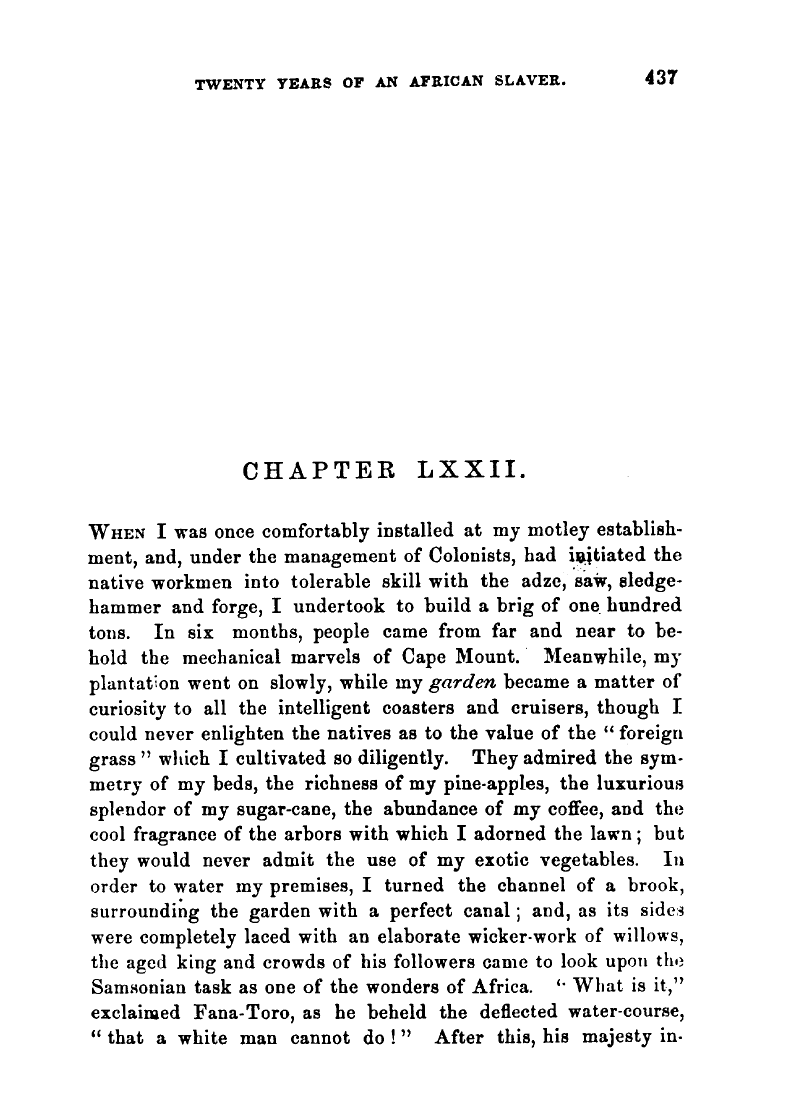 TWENTY YEARS OF AN AFRICAN SLAVER. 437
CHAPTER LXXII.
WHEN I was once comfortably installed at my motley establish-
ment, and, under the management of Colonists, had initiated the
native workmen into tolerable skill with the adze, saw, sledge-
hammer and forge, I undertook to build a brig of one hundred
tons. In six months, people came from far and near to be-
hold the mechanical marvels of Cape Mount. Meanwhile, my
plantation went on slowly, while my garden became a matter of
curiosity to all the intelligent coasters and cruisers, though I
could never enlighten the natives as to the value of the “ foreign
grass ” which I cultivated so diligently. They admired the sym-
metry of my beds, the richness of my pine-apples, the luxurious
splendor of my sugar-cane, the abundance of my coffee, and the
cool fragrance of the arbors with which I adorned the lawn ; but
they would never admit the use of my exotic vegetables. In
order to water my premises, I turned the channel of a brook,
surrounding the garden with a perfect canal ; and, as its sides
were completely laced with an elaborate wicker-work of willows,
the aged king and crowds of his followers came to look upon the
Samsonian task as one of the wonders of Africa. “ What is it,”
exclaimed Fana-Toro, as he beheld the deflected water-course,
“ that a white man cannot do ! ” After this, his majesty in-